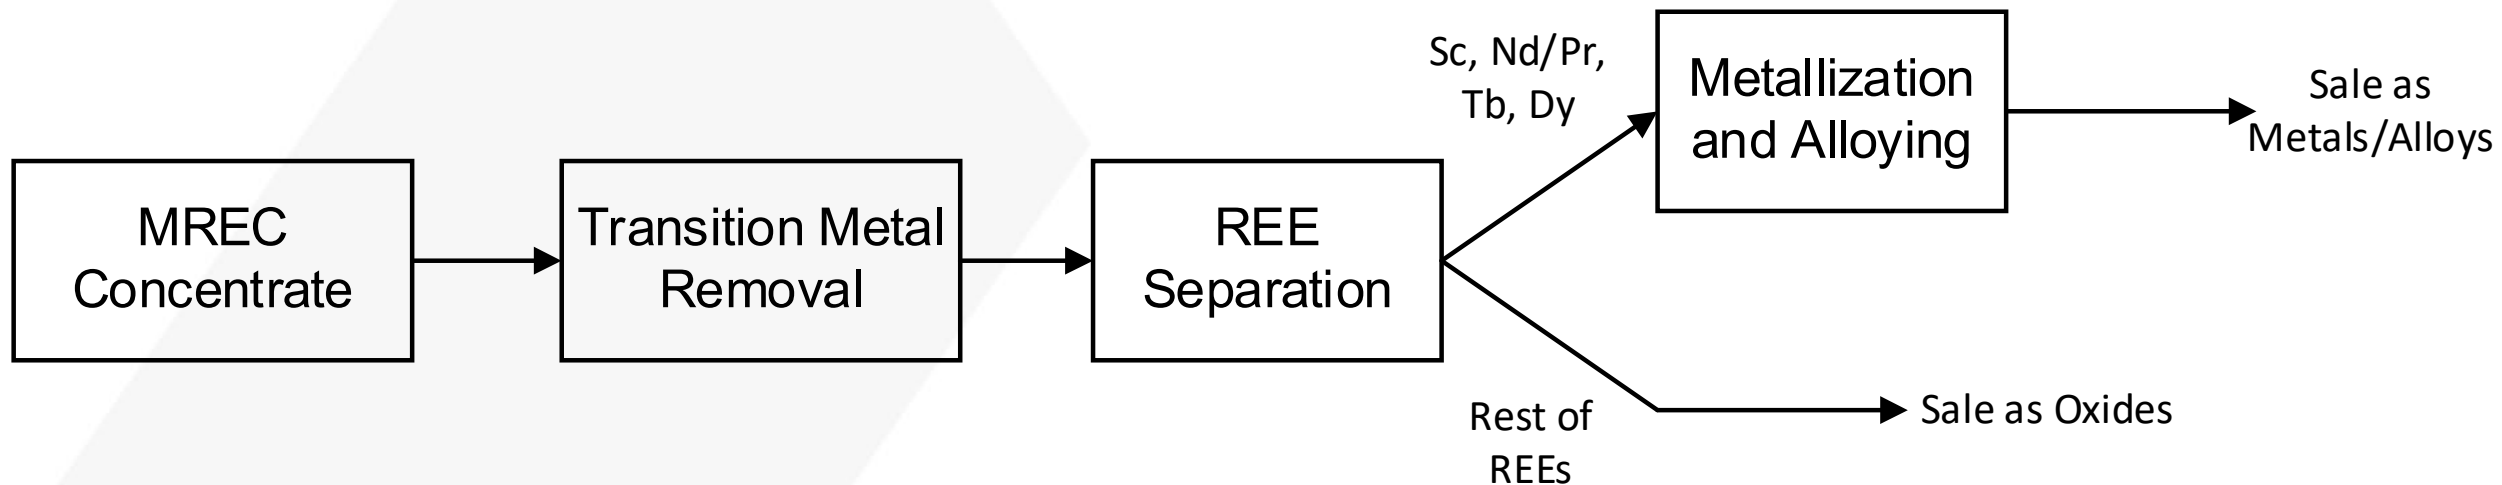 MREC
Concentrate
Transition Metal
Removal
REE
Separation
Sc, Nd/Pr,
Tb, Dy
Metallization
and Alloying
Sale as
Metals/Alloys
Rest of
REEs
Sale as Oxides